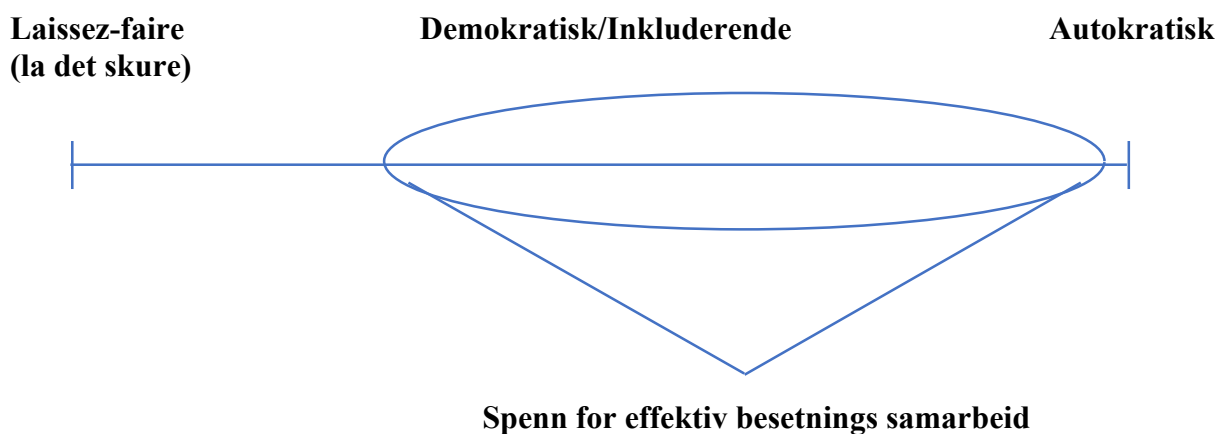 Laissez-faire
(la det skure)
Demokratisk/Inkluderende
Autokratisk
Spenn for effektiv besetnings samarbeid